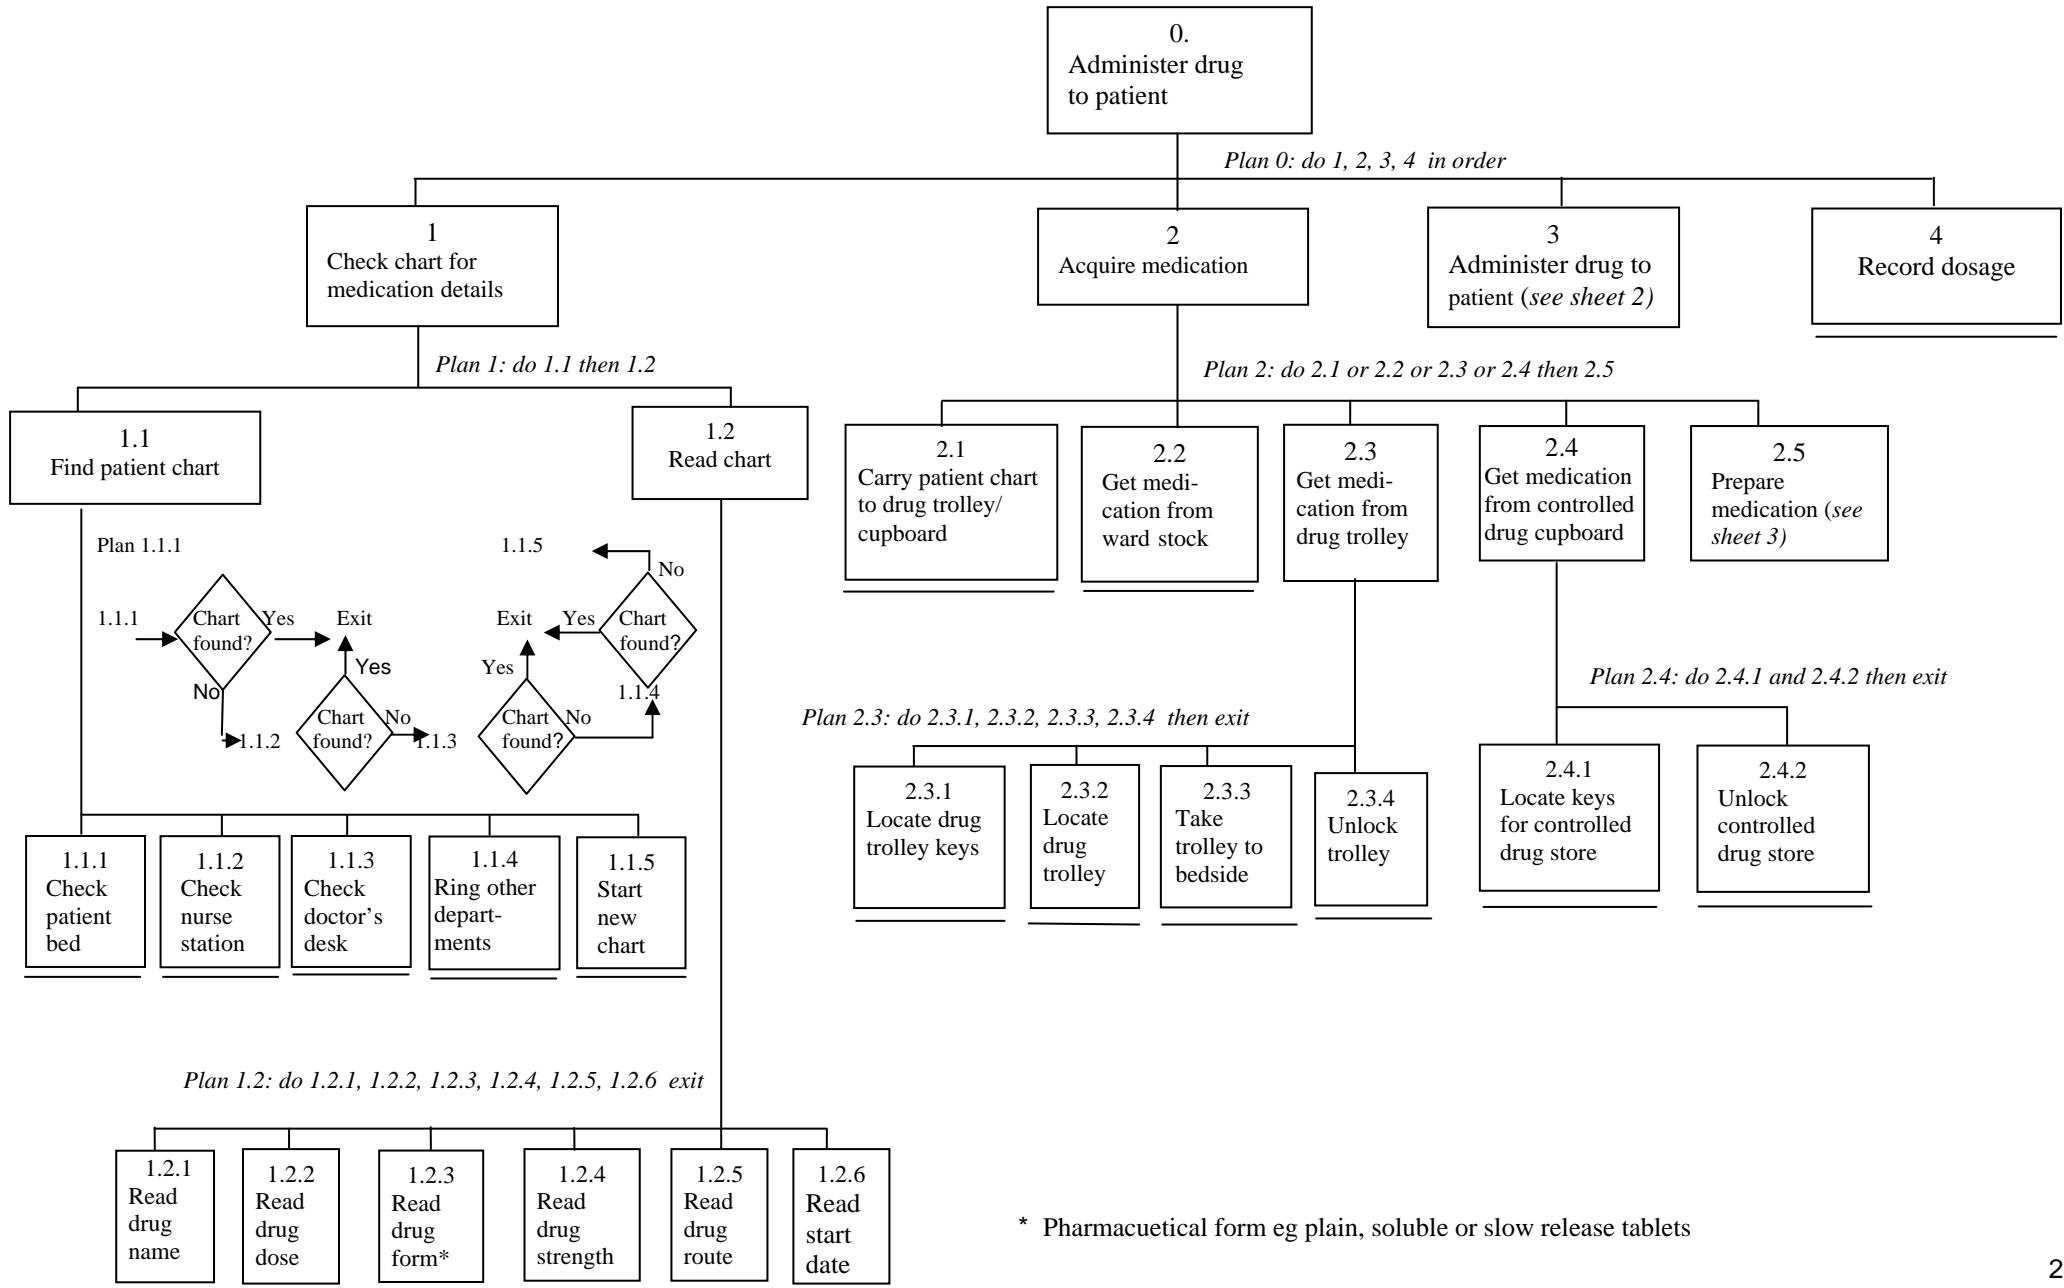 0.
Administer drug
to patient
Plan 0: do 1, 2, 3, 4 in order
1
Check chart for
medication details
2
Acquire medication
3
Administer drug to
patient (see sheet 2)
4
Record dosage
Plan 1: do 1.1 then 1.2
Plan 2: do 2.1 or 2.2 or 2.3 or 2.4 then 2.5
1.1
Find patient chart
1.2
Read chart
2.1
Carry patient chart
to drug trolley/
cupboard
2.2
Get medi-
cation from
ward stock
2.3
Get medi-
cation from
drug trolley
2.4
Get medication
from controlled
drug cupboard
2.5
Prepare
medication (see
sheet 3)
Plan 1.1.1
1.1.1
Chart
found?
Yes
Exit
No
1.1.2
Chart
found?
Yes
No
1.1.3
Chart
found?
Yes
Exit
No
1.1.4
Chart
found?
Yes
No
1.1.5
Plan 2.3: do 2.3.1, 2.3.2, 2.3.3, 2.3.4 then exit
Plan 2.4: do 2.4.1 and 2.4.2 then exit
2.3.1
Locate drug
trolley keys
2.3.2
Locate
drug
trolley
2.3.3
Take
trolley to
bedside
2.3.4
Unlock
trolley
2.4.1
Locate keys
for controlled
drug store
2.4.2
Unlock
controlled
drug store
1.1.1
Check
patient
bed
1.1.2
Check
nurse
station
1.1.3
Check
doctor's
desk
1.1.4
Ring other
depart-
ments
1.1.5
Start
new
chart
Plan 1.2: do 1.2.1, 1.2.2, 1.2.3, 1.2.4, 1.2.5, 1.2.6 exit
1.2.1
Read
drug
name
1.2.2
Read
drug
dose
1.2.3
Read
drug
form*
1.2.4
Read
drug
strength
1.2.5
Read
drug
route
1.2.6
Read
start
date
* Pharmacuetical form eg plain, soluble or slow release tablets
2